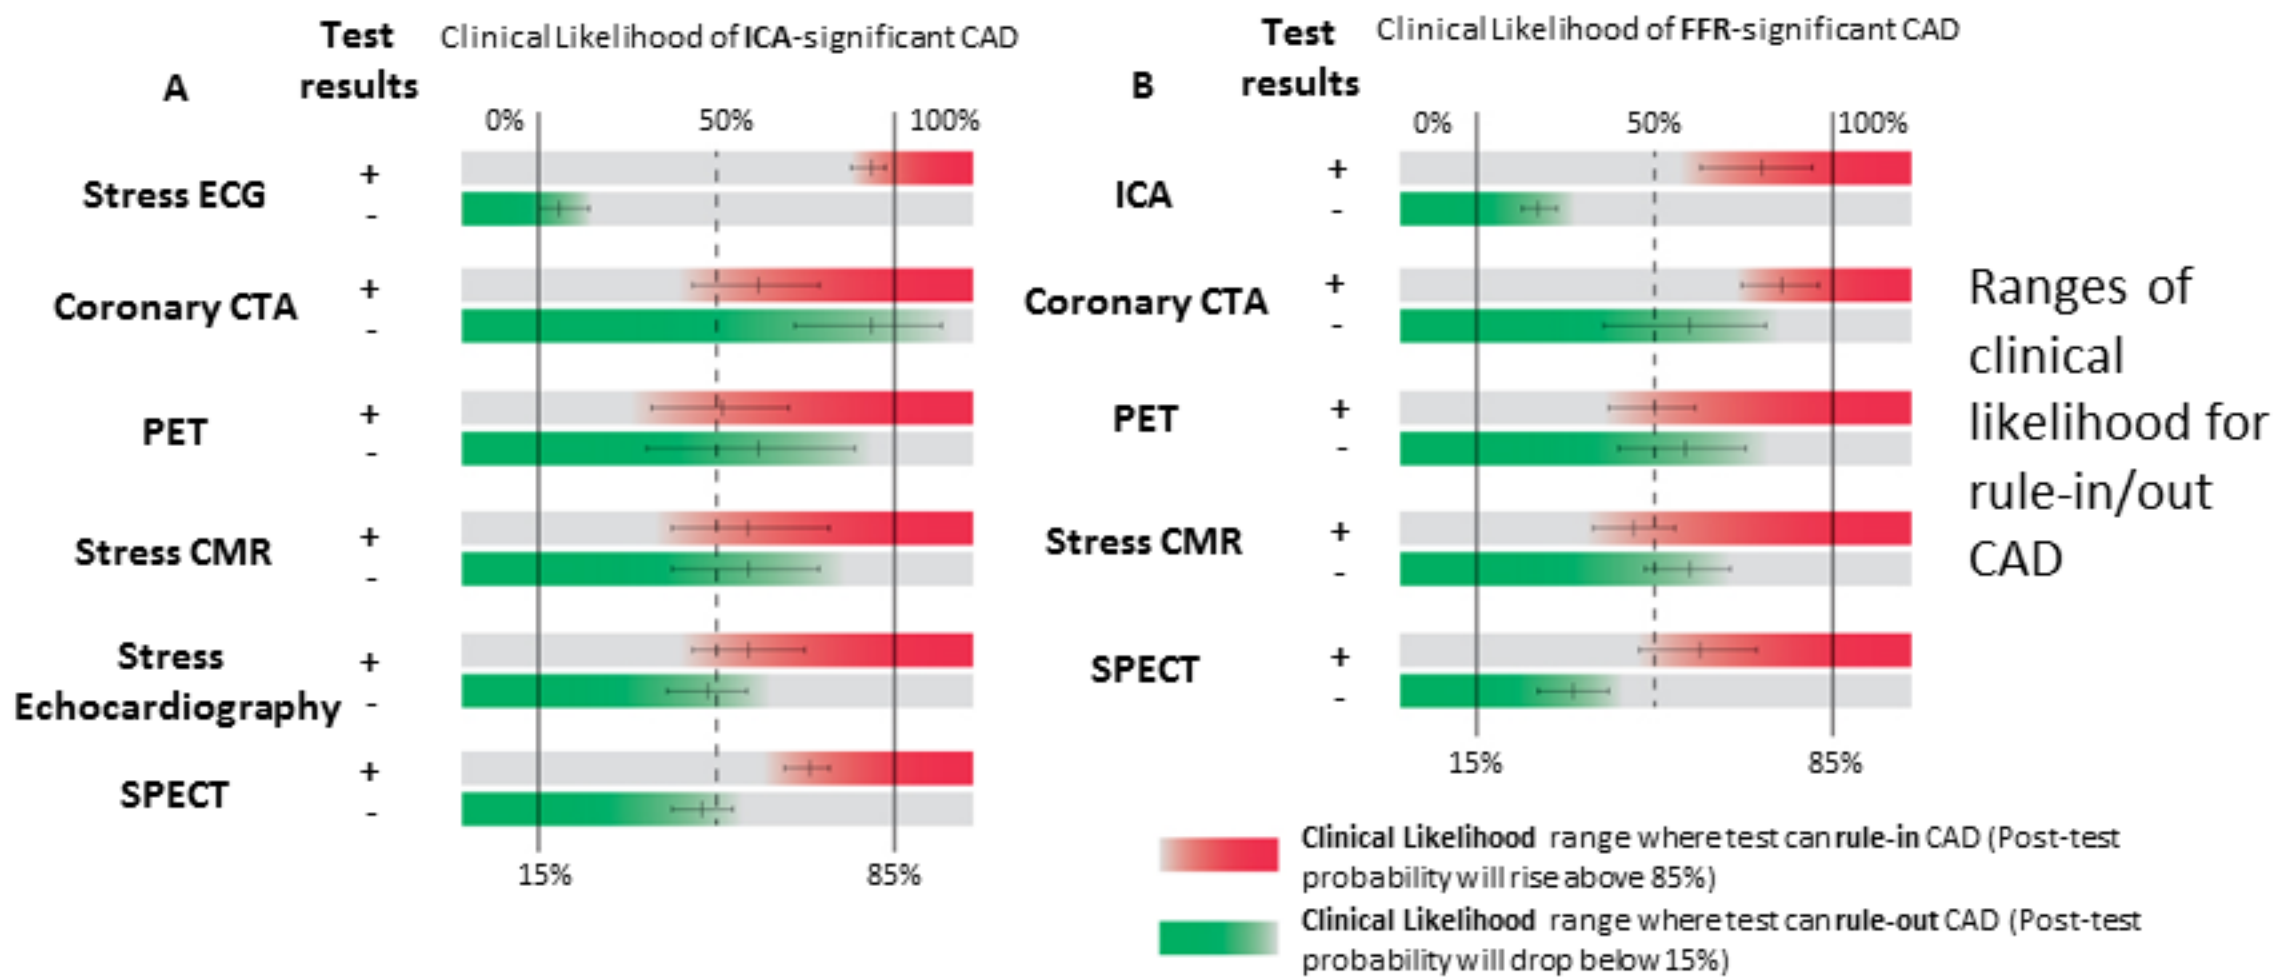 Test results
Clinical Likelihood of ICA-significant CAD
A
0% 50% 100%
Stress ECG
+
-
Coronary CTA
+
-
PET
+
-
Stress CMR
+
-
Stress
Echocardiography
+
-
SPECT
+
-
15% 85%
Test results
Clinical Likelihood of FFR-significant CAD
B
0% 50% 100%
ICA
+
-
Coronary CTA
+
-
PET
+
-
Stress CMR
+
-
SPECT
+
-
15% 85%
Ranges of
clinical
likelihood for
rule-in/out
CAD
Clinical Likelihood range where test can rule-in CAD (Post-test
probability will rise above 85%)
Clinical Likelihood range where test can rule-out CAD (Post-test
probability will drop below 15%)